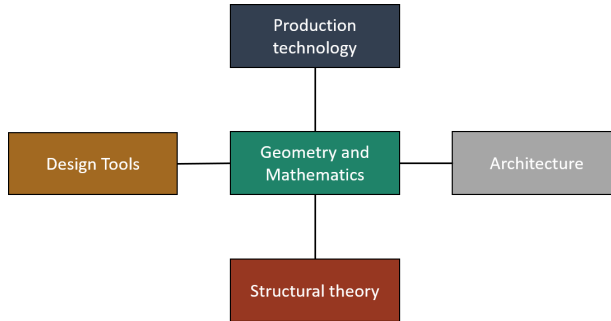 Production
technology
Design Tools
Geometry and
Mathematics
Architecture
Structural theory